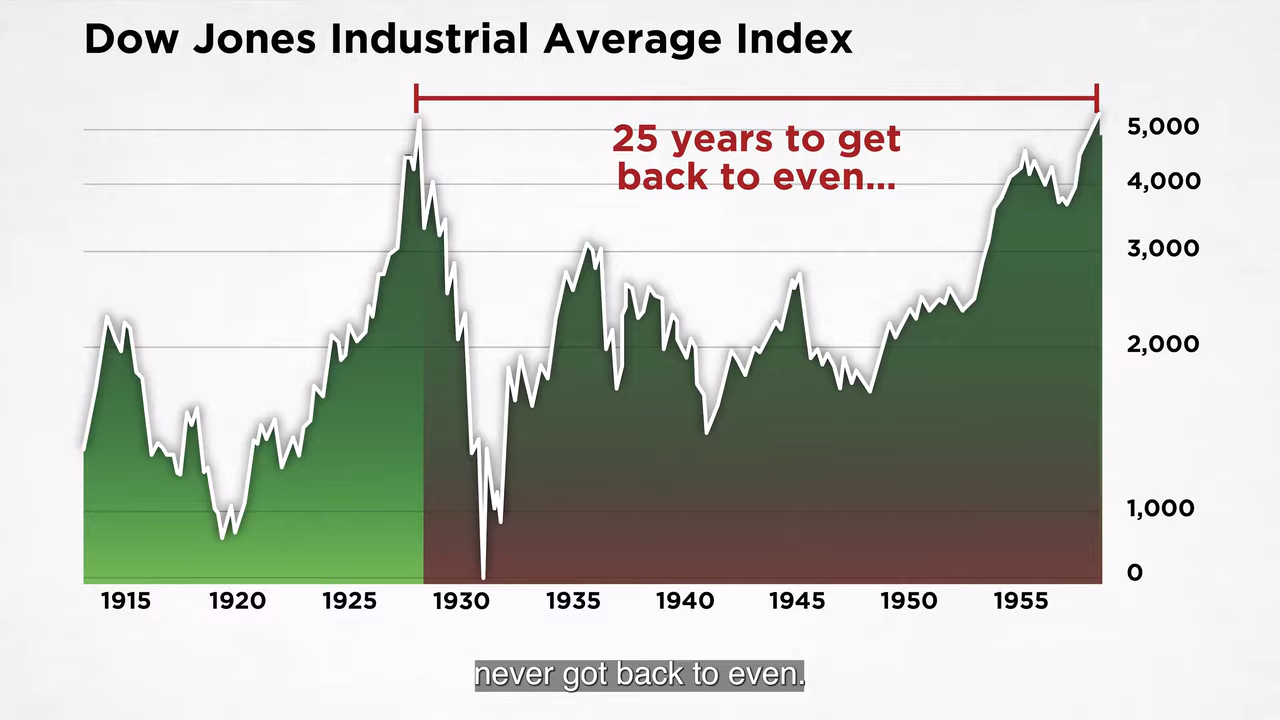 Dow Jones Industrial Average Index
25 years to get
back to even...
5,000
4,000
3,000
2,000
1,000
0
1915 1920 1925 1930 1935 1940 1945 1950 1955
never got back to even.